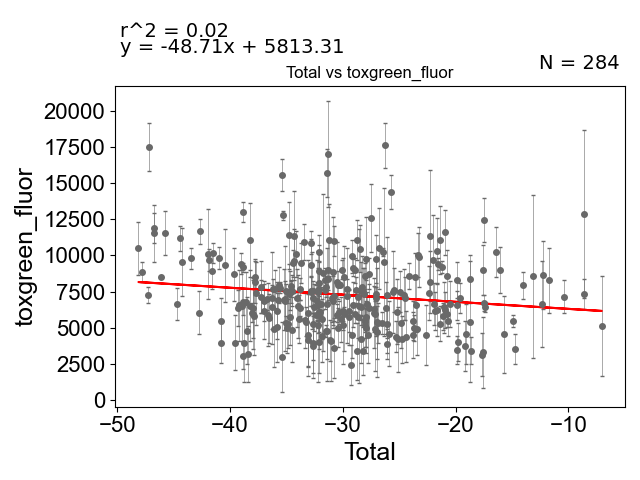 r^2 = 0.02
y = -48.71x + 5813.31
N = 284
Total vs toxgreen_fluor
20000
17500
15000
12500
10000
7500
5000
2500
0
toxgreen_fluor
−50
−40
−30
−20
−10
Total